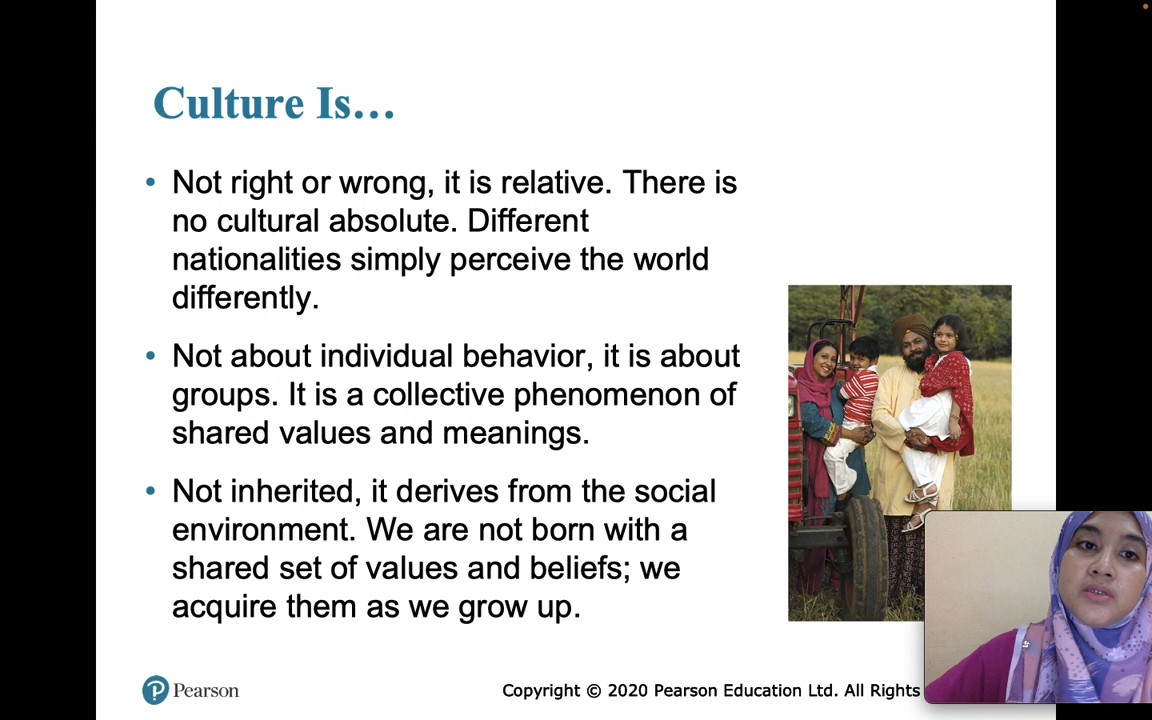 Culture Is...
• Not right or wrong, it is relative. There is
no cultural absolute. Different
nationalities simply perceive the world
differently.
• Not about individual behavior, it is about
groups. It is a collective phenomenon of
shared values and meanings.
• Not inherited, it derives from the social
environment. We are not born with a
shared set of values and beliefs; we
acquire them as we grow up.
P Pearson
Copyright © 2020 Pearson Education Ltd. All Rights